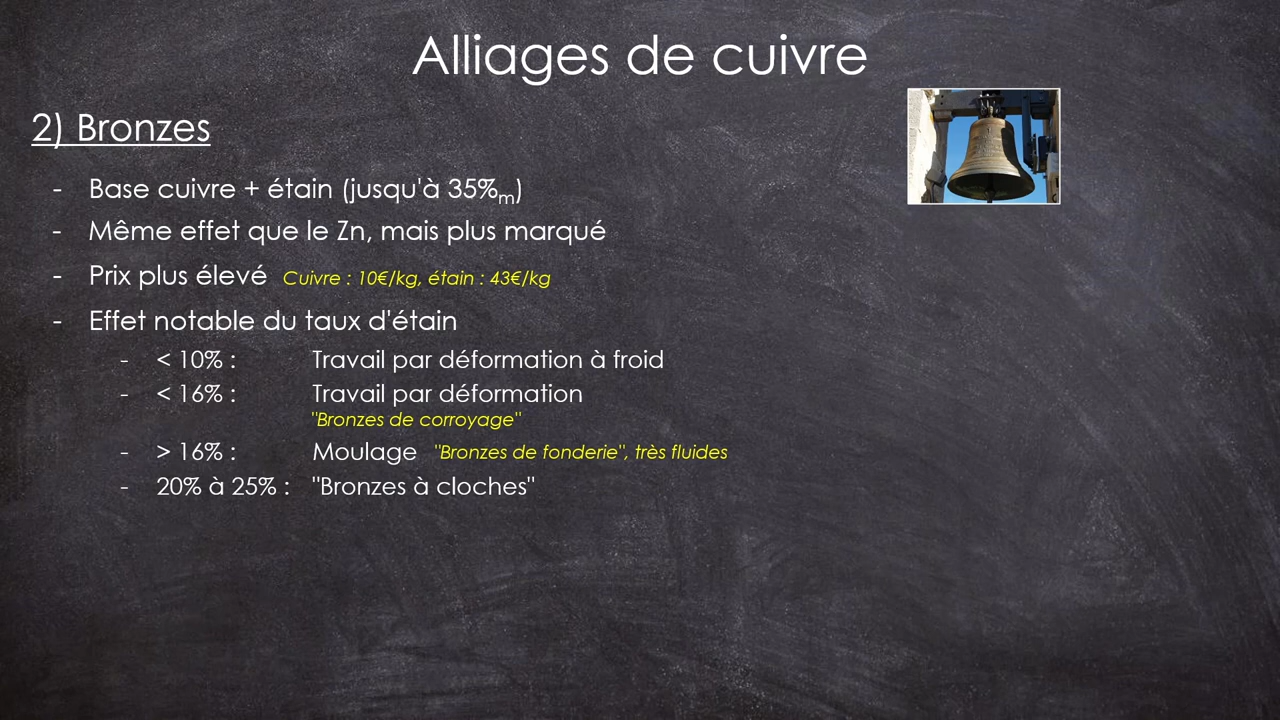 Alliages de cuivre
2) Bronzes
- Base cuivre + étain (jusqu'à 35%m)
- Même effet que le Zn, mais plus marqué
- Prix plus élevé Cuivre : 10€/kg, étain : 43€/kg
- Effet notable du taux d'étain
- < 10% : Travail par déformation à froid
- < 16% : Travail par déformation
"Bronzes de corroyage"
- > 16% : Moulage "Bronzes de fonderie", très fluides
- 20% à 25% : "Bronzes à cloches"